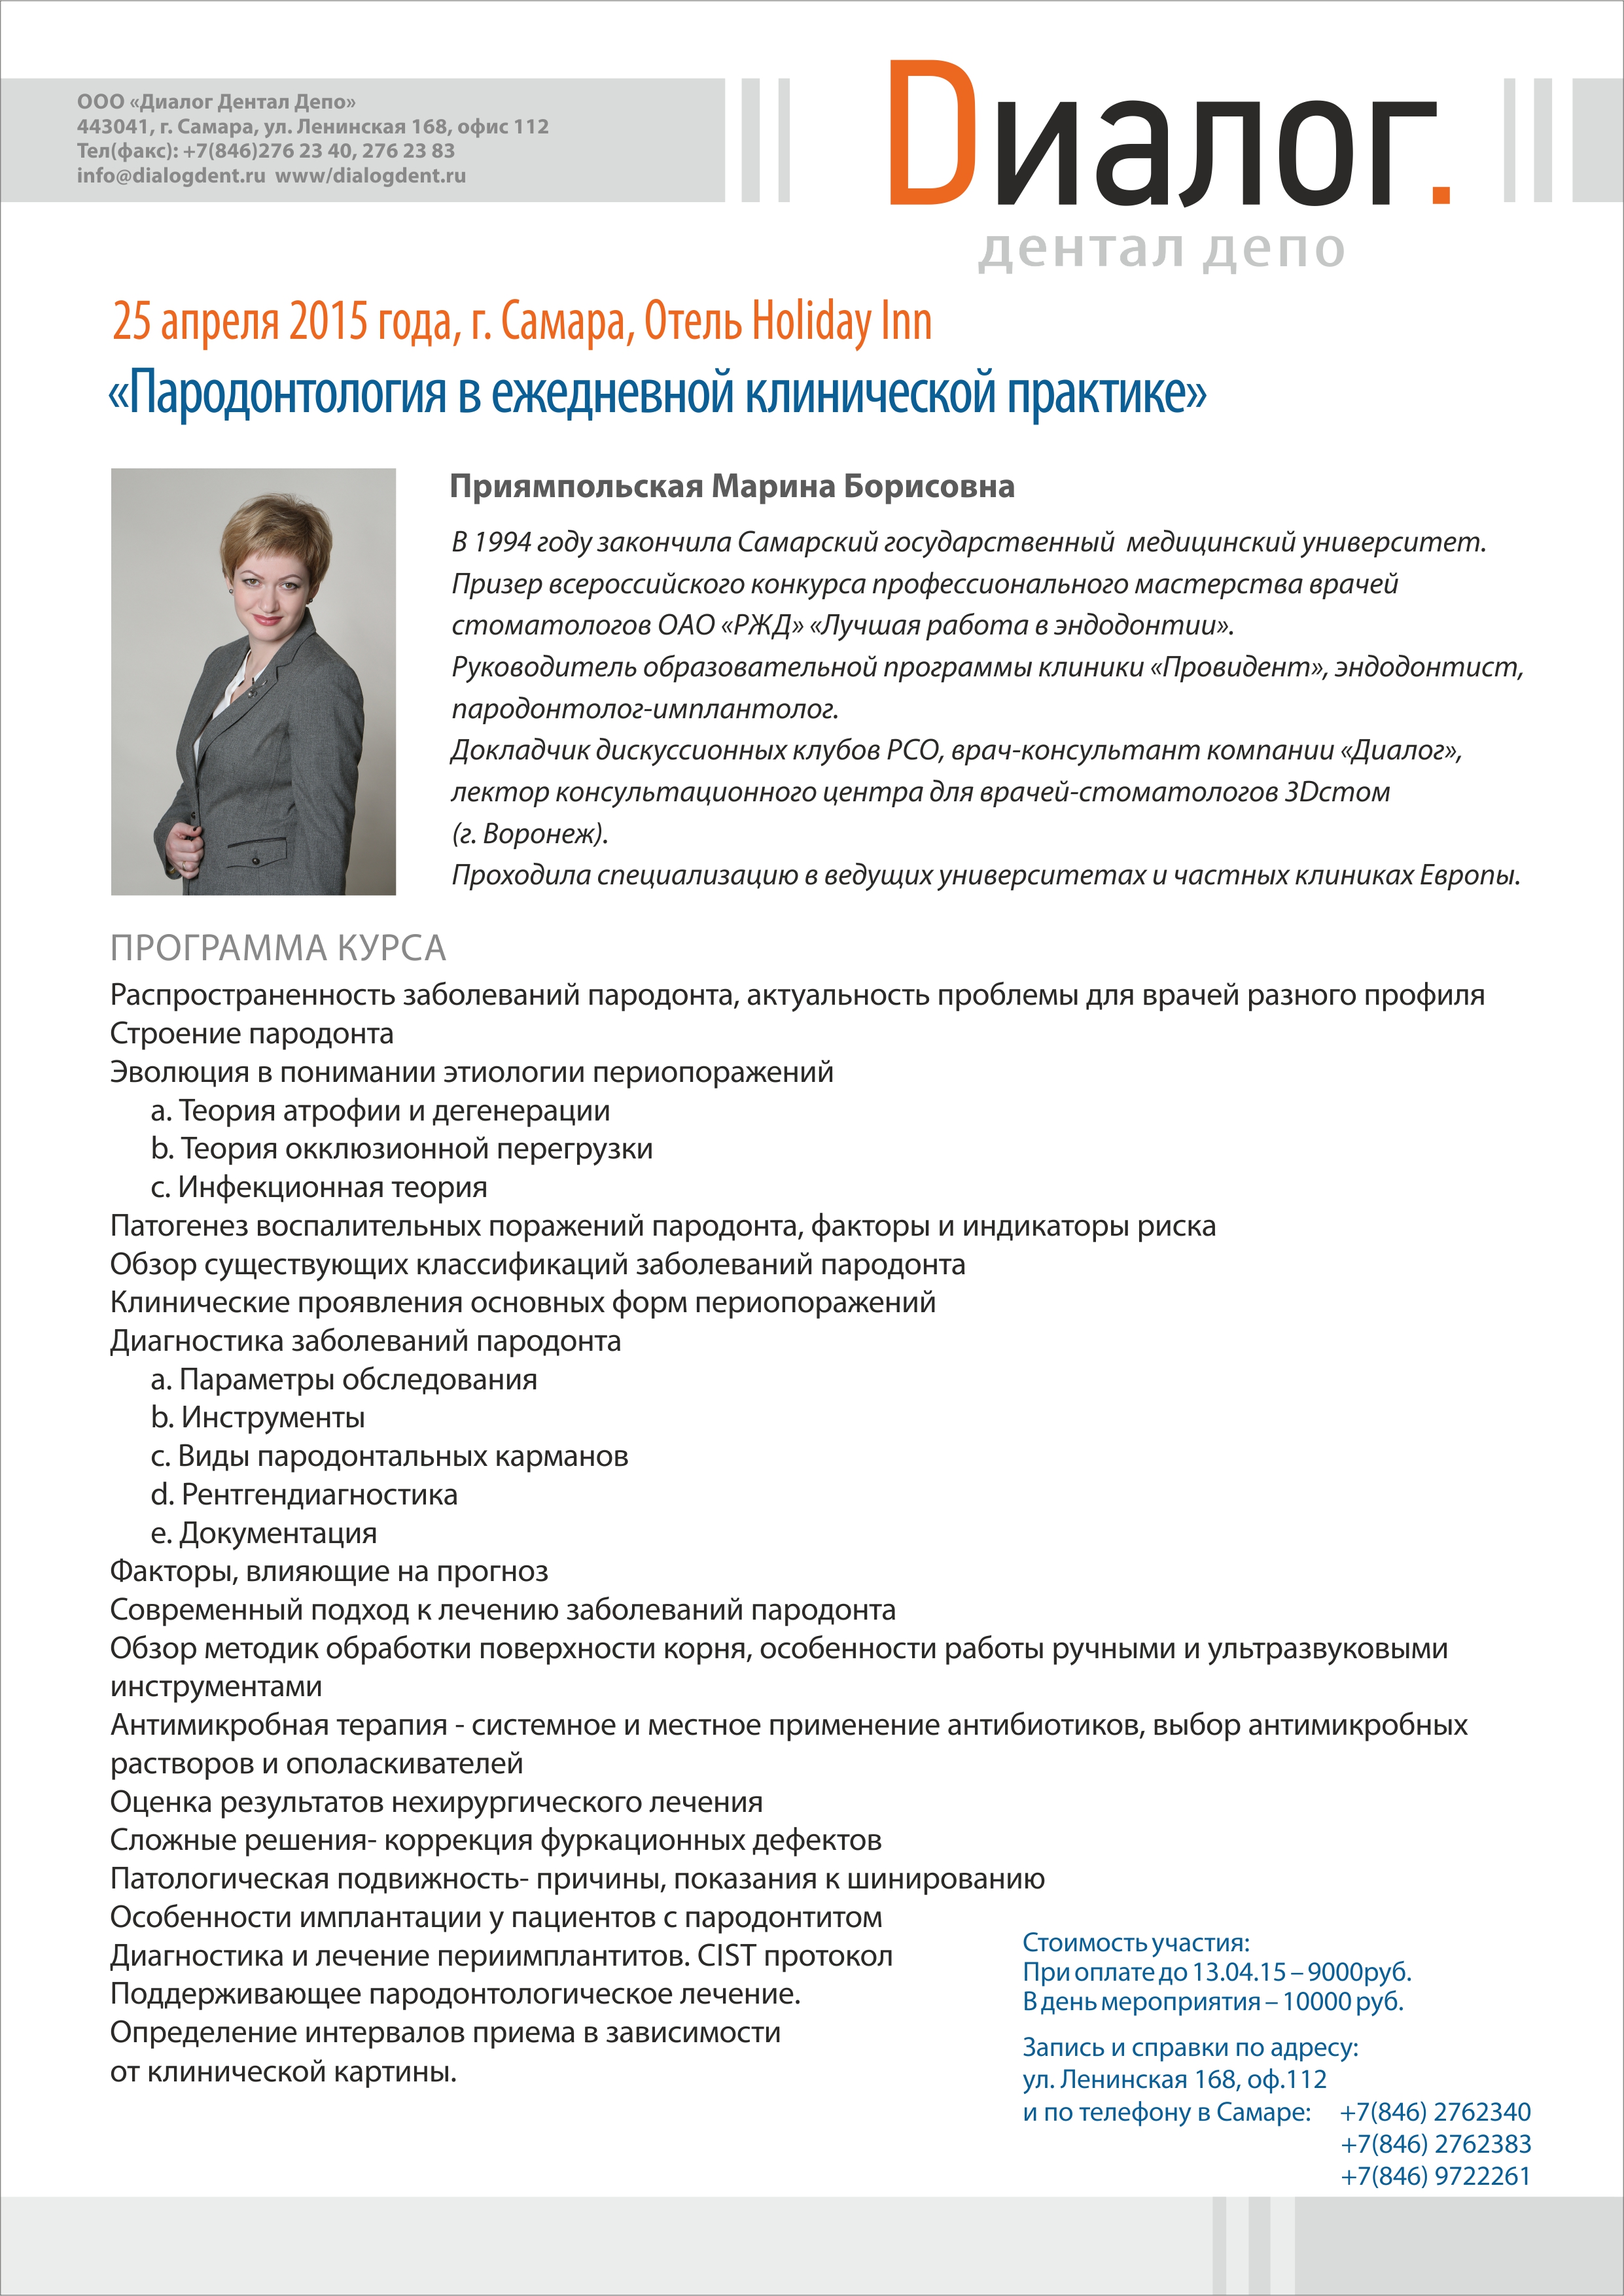 ООО «Диалог Дентал Депо»
443041, г. Самара, ул. Ленинская 168, офис 112
Тел(факс): +7(846)276 23 40, 276 23 83
info@dialogdent.ru www/dialogdent.ru
Dиалог.
дентал депо
25 апреля 2015 года, г. Самара, Отель Holiday Inn
«Пародонтология в ежедневной клинической практике»
Приямпольская Марина Борисовна
В 1994 году закончила Самарский государственный медицинский университет.
Призер всероссийского конкурса профессионального мастерства врачей
стоматологов ОАО «РЖД» «Лучшая работа в эндодонтии».
Руководитель образовательной программы клиники «Провидент», эндодонтист,
пародонтолог-имплантолог.
Докладчик дискуссионных клубов РСО, врач-консультант компании «Диалог»,
лектор консультационного центра для врачей-стоматологов 3Dстом
(г. Воронеж).
Проходила специализацию в ведущих университетах и частных клиниках Европы.
ПРОГРАММА КУРСА
Распространенность заболеваний пародонта, актуальность проблемы для врачей разного профиля
Строение пародонта
Эволюция в понимании этиологии периопоражений
a. Теория атрофии и дегенерации
b. Теория окклюзионной перегрузки
c. Инфекционная теория
Патогенез воспалительных поражений пародонта, факторы и индикаторы риска
Обзор существующих классификаций заболеваний пародонта
Клинические проявления основных форм периопоражений
Диагностика заболеваний пародонта
a. Параметры обследования
b. Инструменты
c. Виды пародонтальных карманов
d. Рентгендиагностика
e. Документация
Факторы, влияющие на прогноз
Современный подход к лечению заболеваний пародонта
Обзор методик обработки поверхности корня, особенности работы ручными и ультразвуковыми
инструментами
Антимикробная терапия - системное и местное применение антибиотиков, выбор антимикробных
растворов и ополаскивателей
Оценка результатов нехирургического лечения
Сложные решения- коррекция фуркационных дефектов
Патологическая подвижность- причины, показания к шинированию
Особенности имплантации у пациентов с пародонтитом
Диагностика и лечение периимплантитов. CIST протокол
Поддерживающее пародонтологическое лечение.
Определение интервалов приема в зависимости
от клинической картины.
Стоимость участия:
При оплате до 13.04.15 – 9000руб.
В день мероприятия – 10000 руб.
Запись и справки по адресу:
ул. Ленинская 168, оф.112
и по телефону в Самаре: +7(846) 2762340
+7(846) 2762383
+7(846) 9722261